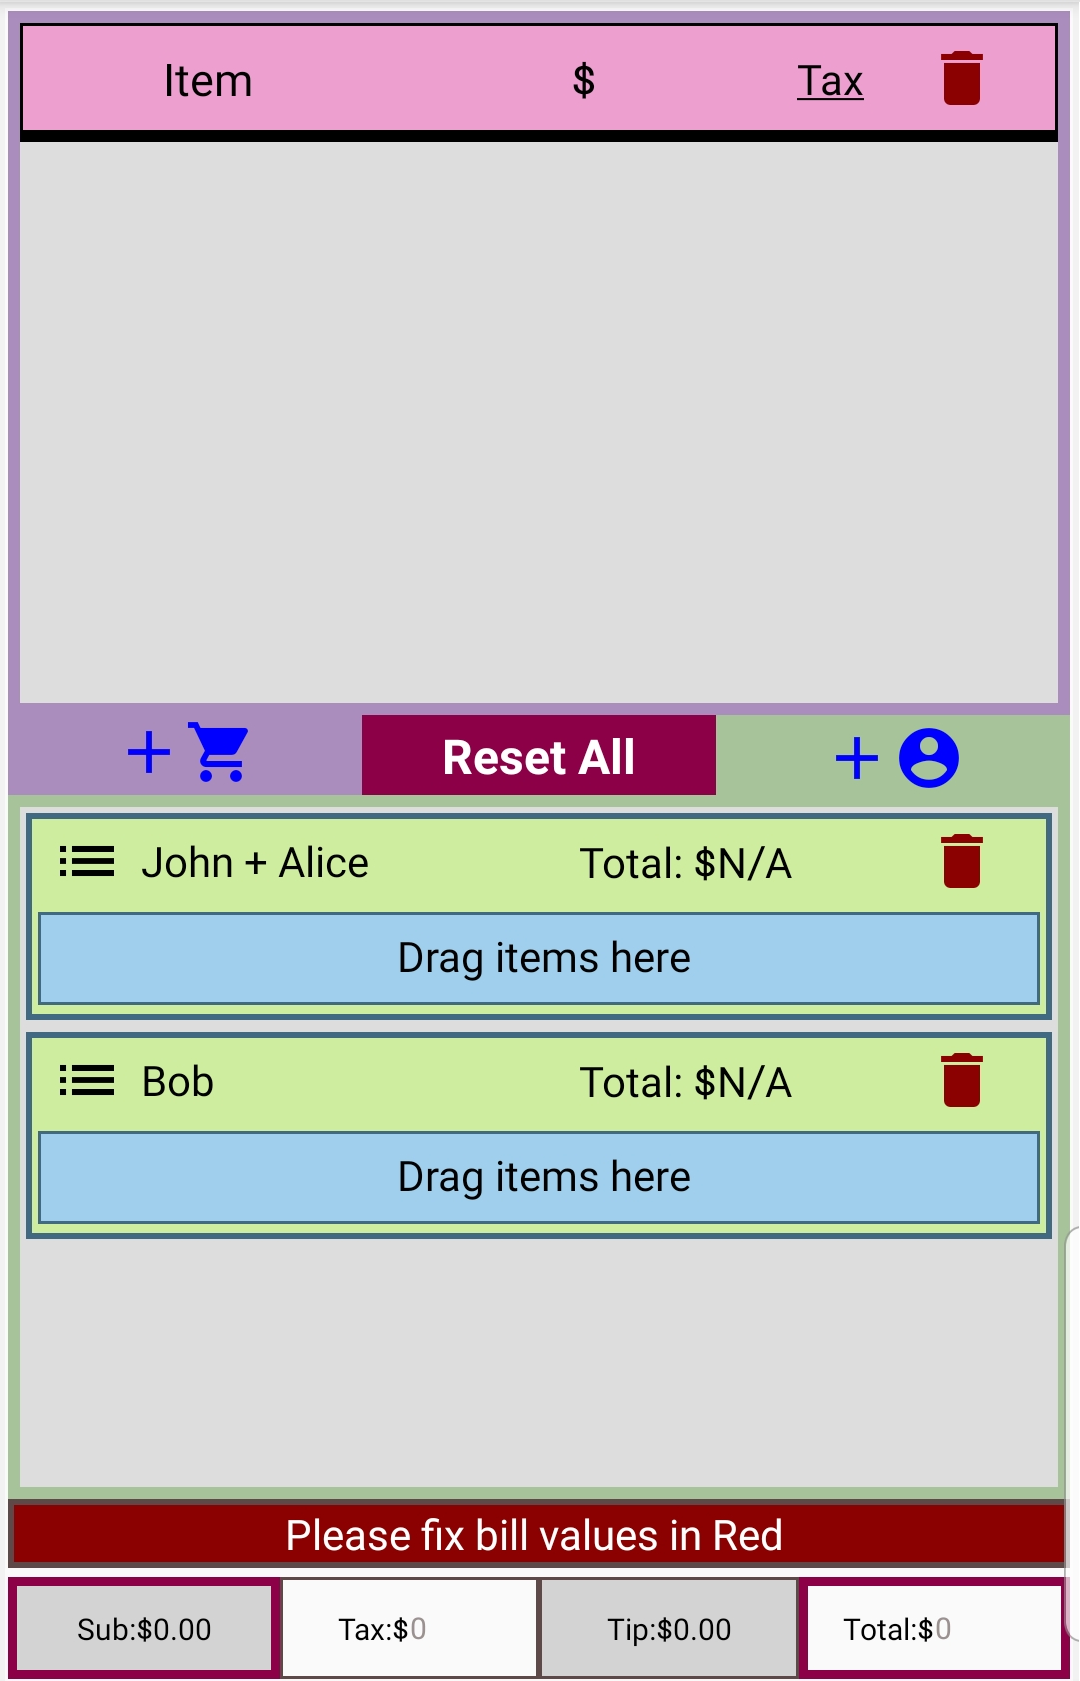 Item $ Tax
Reset All
John + Alice Total: $N/A
Drag items here
Bob Total: $N/A
Drag items here
Please fix bill values in Red
Sub:$0.00 Tax:$0 Tip:$0.00 Total:$0